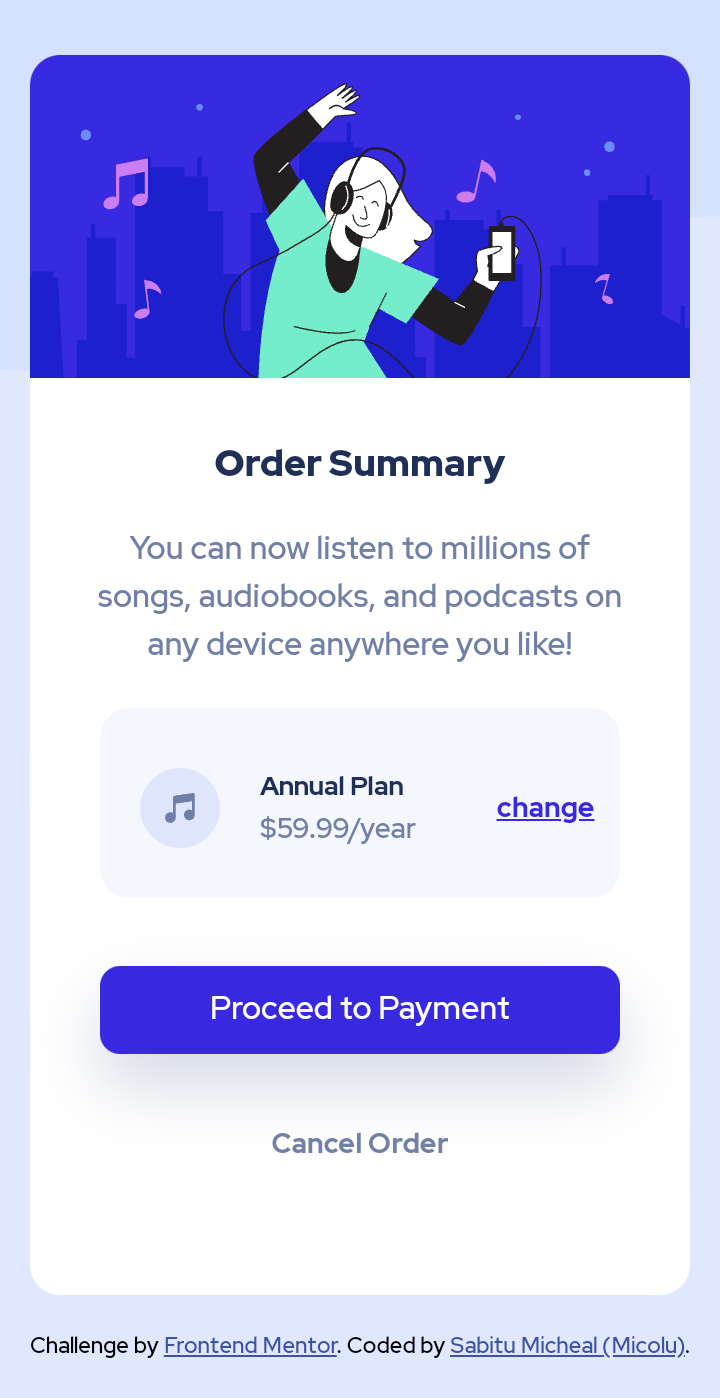 Order Summary
You can now listen to millions of
songs, audiobooks, and podcasts on
any device anywhere you like!
Annual Plan
$59.99/year
change
Proceed to Payment
Cancel Order
Challenge by Frontend Mentor. Coded by Sabitu Micheal (Micolu).